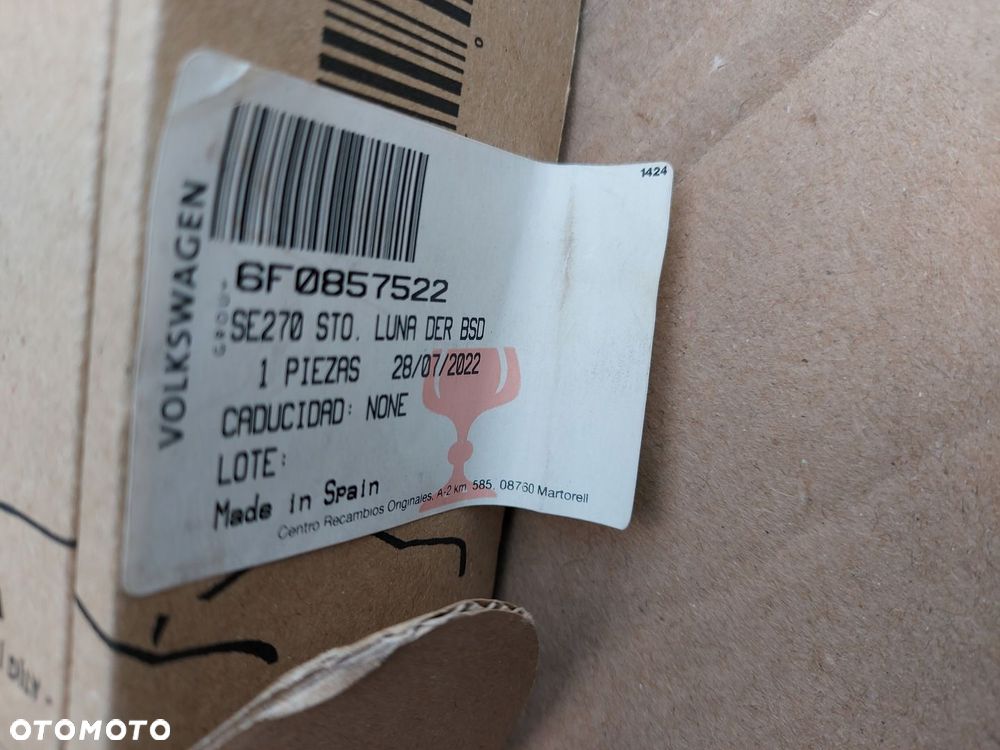 1424
VOLKSWAGEN
GROUP
6F0857522
SE270 STO. LUNA DER BSD
1 PIEZAS 28/07/2022
CADUCIDAD: NONE
LOTE:
Made in Spain
Centro Recambios Originales. A-2 km. 585, 08760 Martorell
OTOMOTO